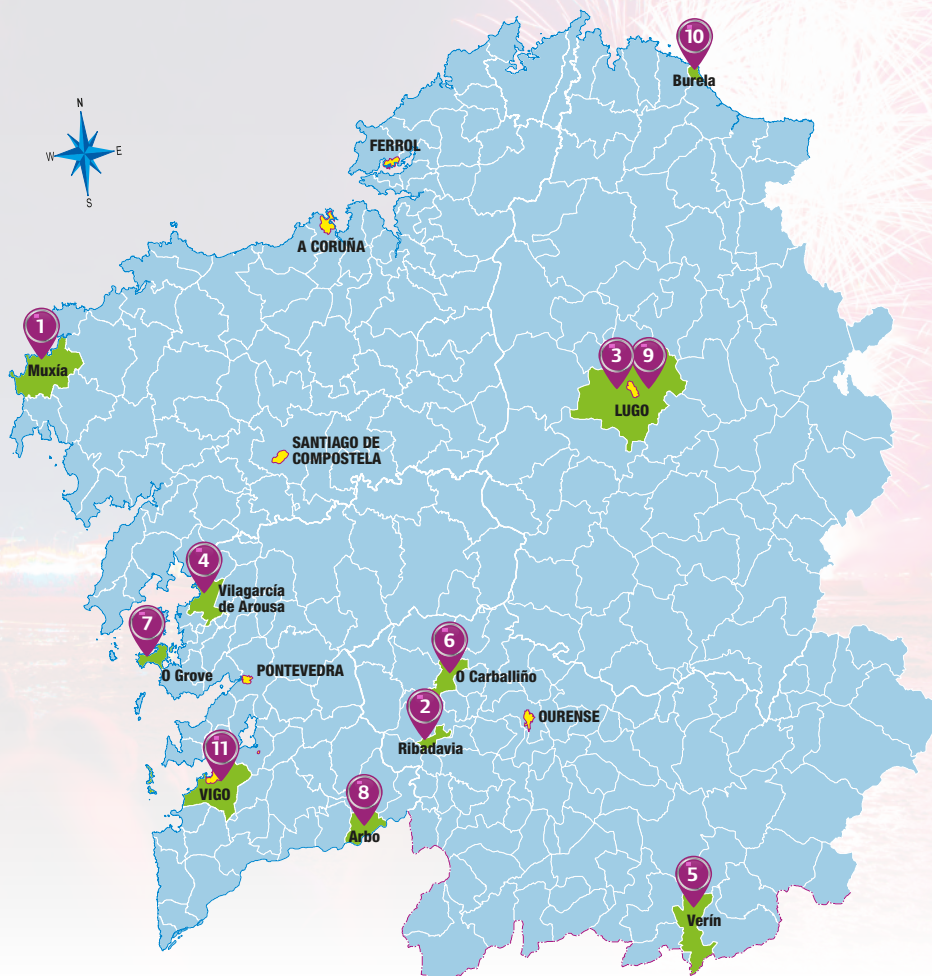 10
Burela
N
W
E
S
FERROL
A CORUÑA
1
Muxía
3
9
LUGO
SANTIAGO DE
COMPOSTELA
4
Vilagarcía
de Arousa
7
O Grove
PONTEVEDRA
6
O Carballiño
2
Ribadavia
OURENSE
11
VIGO
8
Arbo
5
Verín